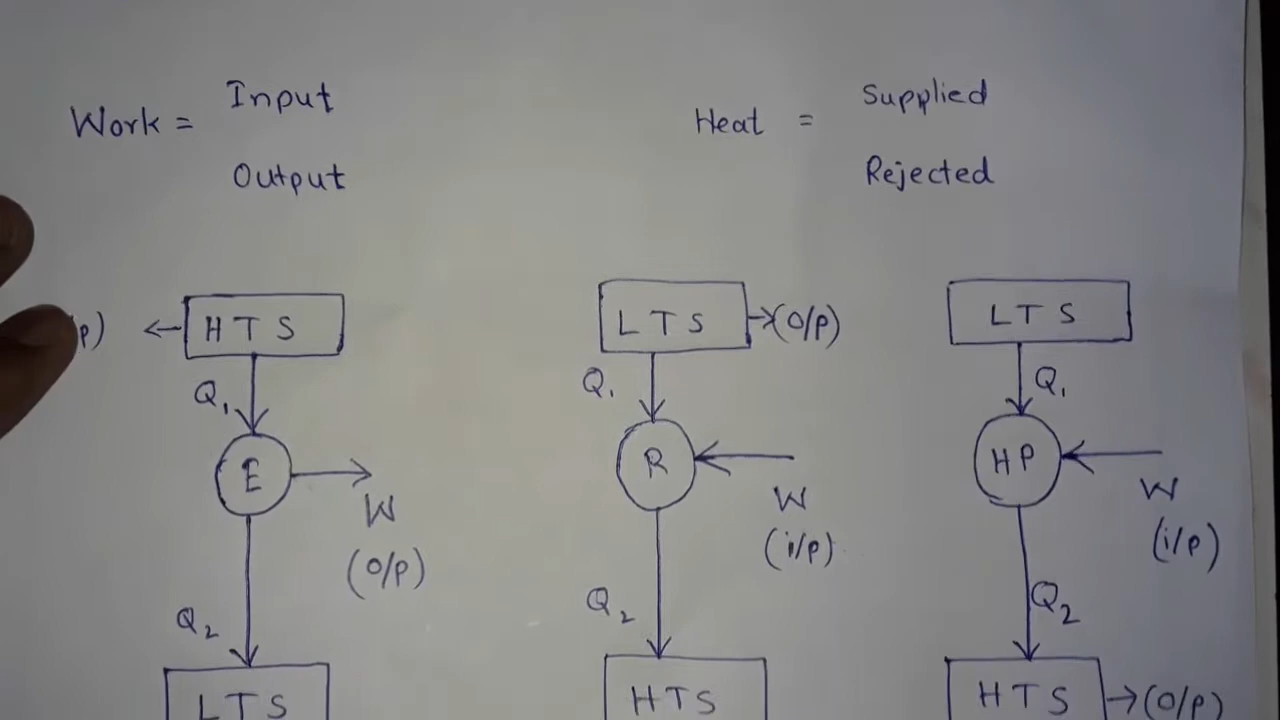 Work = Input
Output
Heat = Supplied
Rejected
p) ← HTS
Q₁
E
W
(O/P)
Q₂
LTS
LTS →(O/P)
Q₁
R
W
(i/P)
Q₂
HTS
LTS
Q₁
HP
W
(i/P)
Q₂
HTS →(O/P)